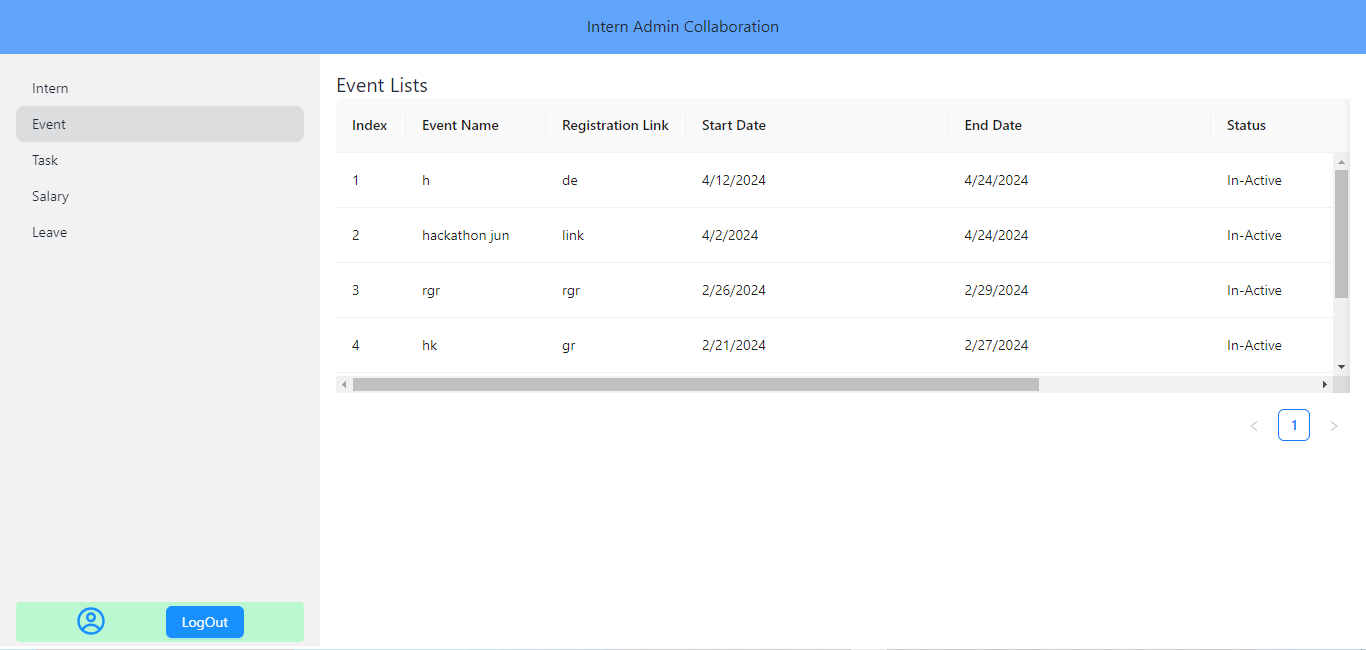 Intern Admin Collaboration
Intern
Event
Task
Salary
Leave
LogOut
Event Lists
Index Event Name Registration Link Start Date End Date Status
1 h de 4/12/2024 4/24/2024 In-Active
2 hackathon jun link 4/2/2024 4/24/2024 In-Active
3 rgr rgr 2/26/2024 2/29/2024 In-Active
4 hk gr 2/21/2024 2/27/2024 In-Active
1